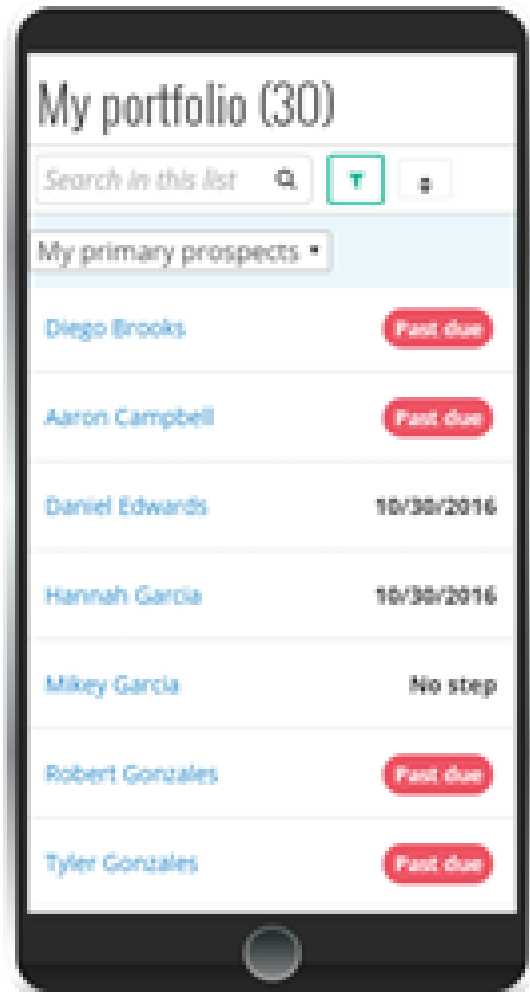 My portfolio (30)
Search in this list
My primary prospects
Diego Brooks Past due
Aaron Campbell Past due
Daniel Edwards 10/30/2016
Hannah Garcia 10/30/2016
Mikey Garcia No step
Robert Gonzales Past due
Tyler Gonzales Past due